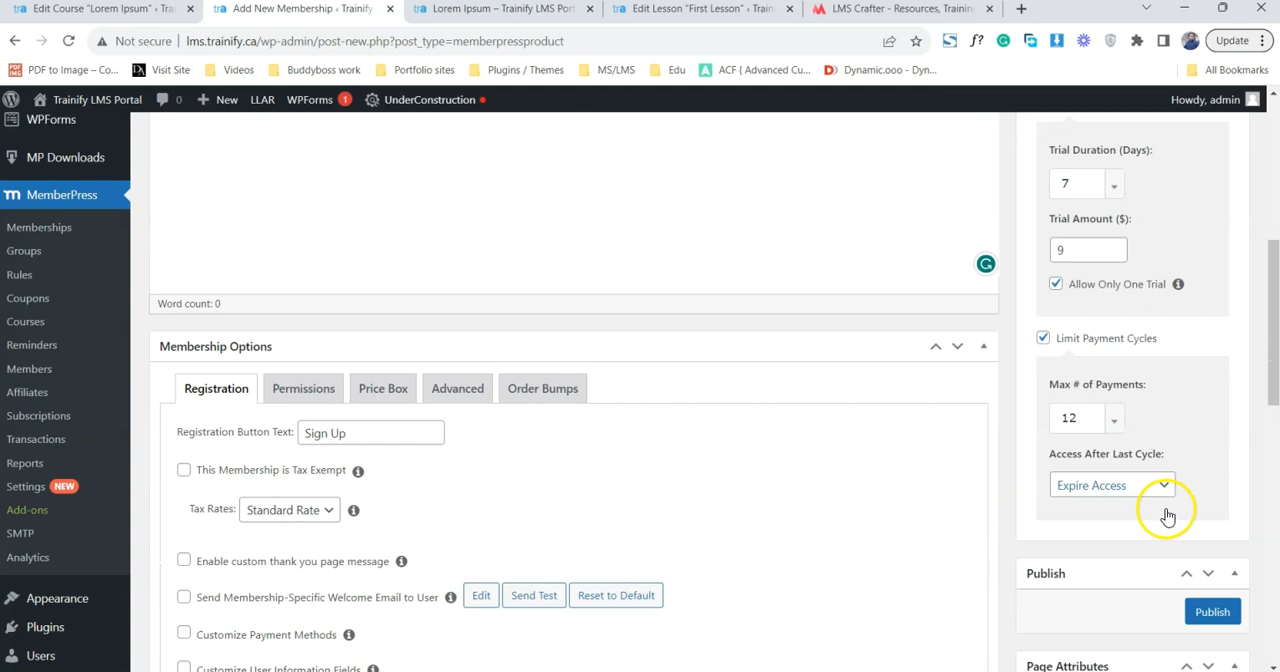 Edit Course "Lorem Ipsum" ‹ Tra
Add New Membership ‹ Trainify
Lorem Ipsum – Trainify LMS Port
Edit Lesson "First Lesson" ‹ Train
LMS Crafter - Resources, Trainin
Not secure
lms.trainify.ca/wp-admin/post-new.php?post_type=memberpressproduct
Update
PDF to Image – Co...
Visit Site
Videos
Buddyboss work
Portfolio sites
Plugins / Themes
MS/LMS
Edu
ACF { Advanced Cu...
Dynamic.ooo - Dyn...
All Bookmarks
Trainify LMS Portal
0
New
LLAR
WPForms 1
UnderConstruction
Howdy, admin
WPForms
MP Downloads
MemberPress
Memberships
Groups
Rules
Coupons
Courses
Reminders
Members
Affiliates
Subscriptions
Transactions
Reports
Settings NEW
Add-ons
SMTP
Analytics
Appearance
Plugins
Users
Word count: 0
Membership Options
Registration
Permissions
Price Box
Advanced
Order Bumps
Registration Button Text: Sign Up
This Membership is Tax Exempt
Tax Rates: Standard Rate
Enable custom thank you page message
Send Membership-Specific Welcome Email to User
Edit
Send Test
Reset to Default
Customize Payment Methods
Customize User Information Fields
Trial Duration (Days):
7
Trial Amount ($):
9
Allow Only One Trial
Limit Payment Cycles
Max # of Payments:
12
Access After Last Cycle:
Expire Access
Publish
Publish
Page Attributes